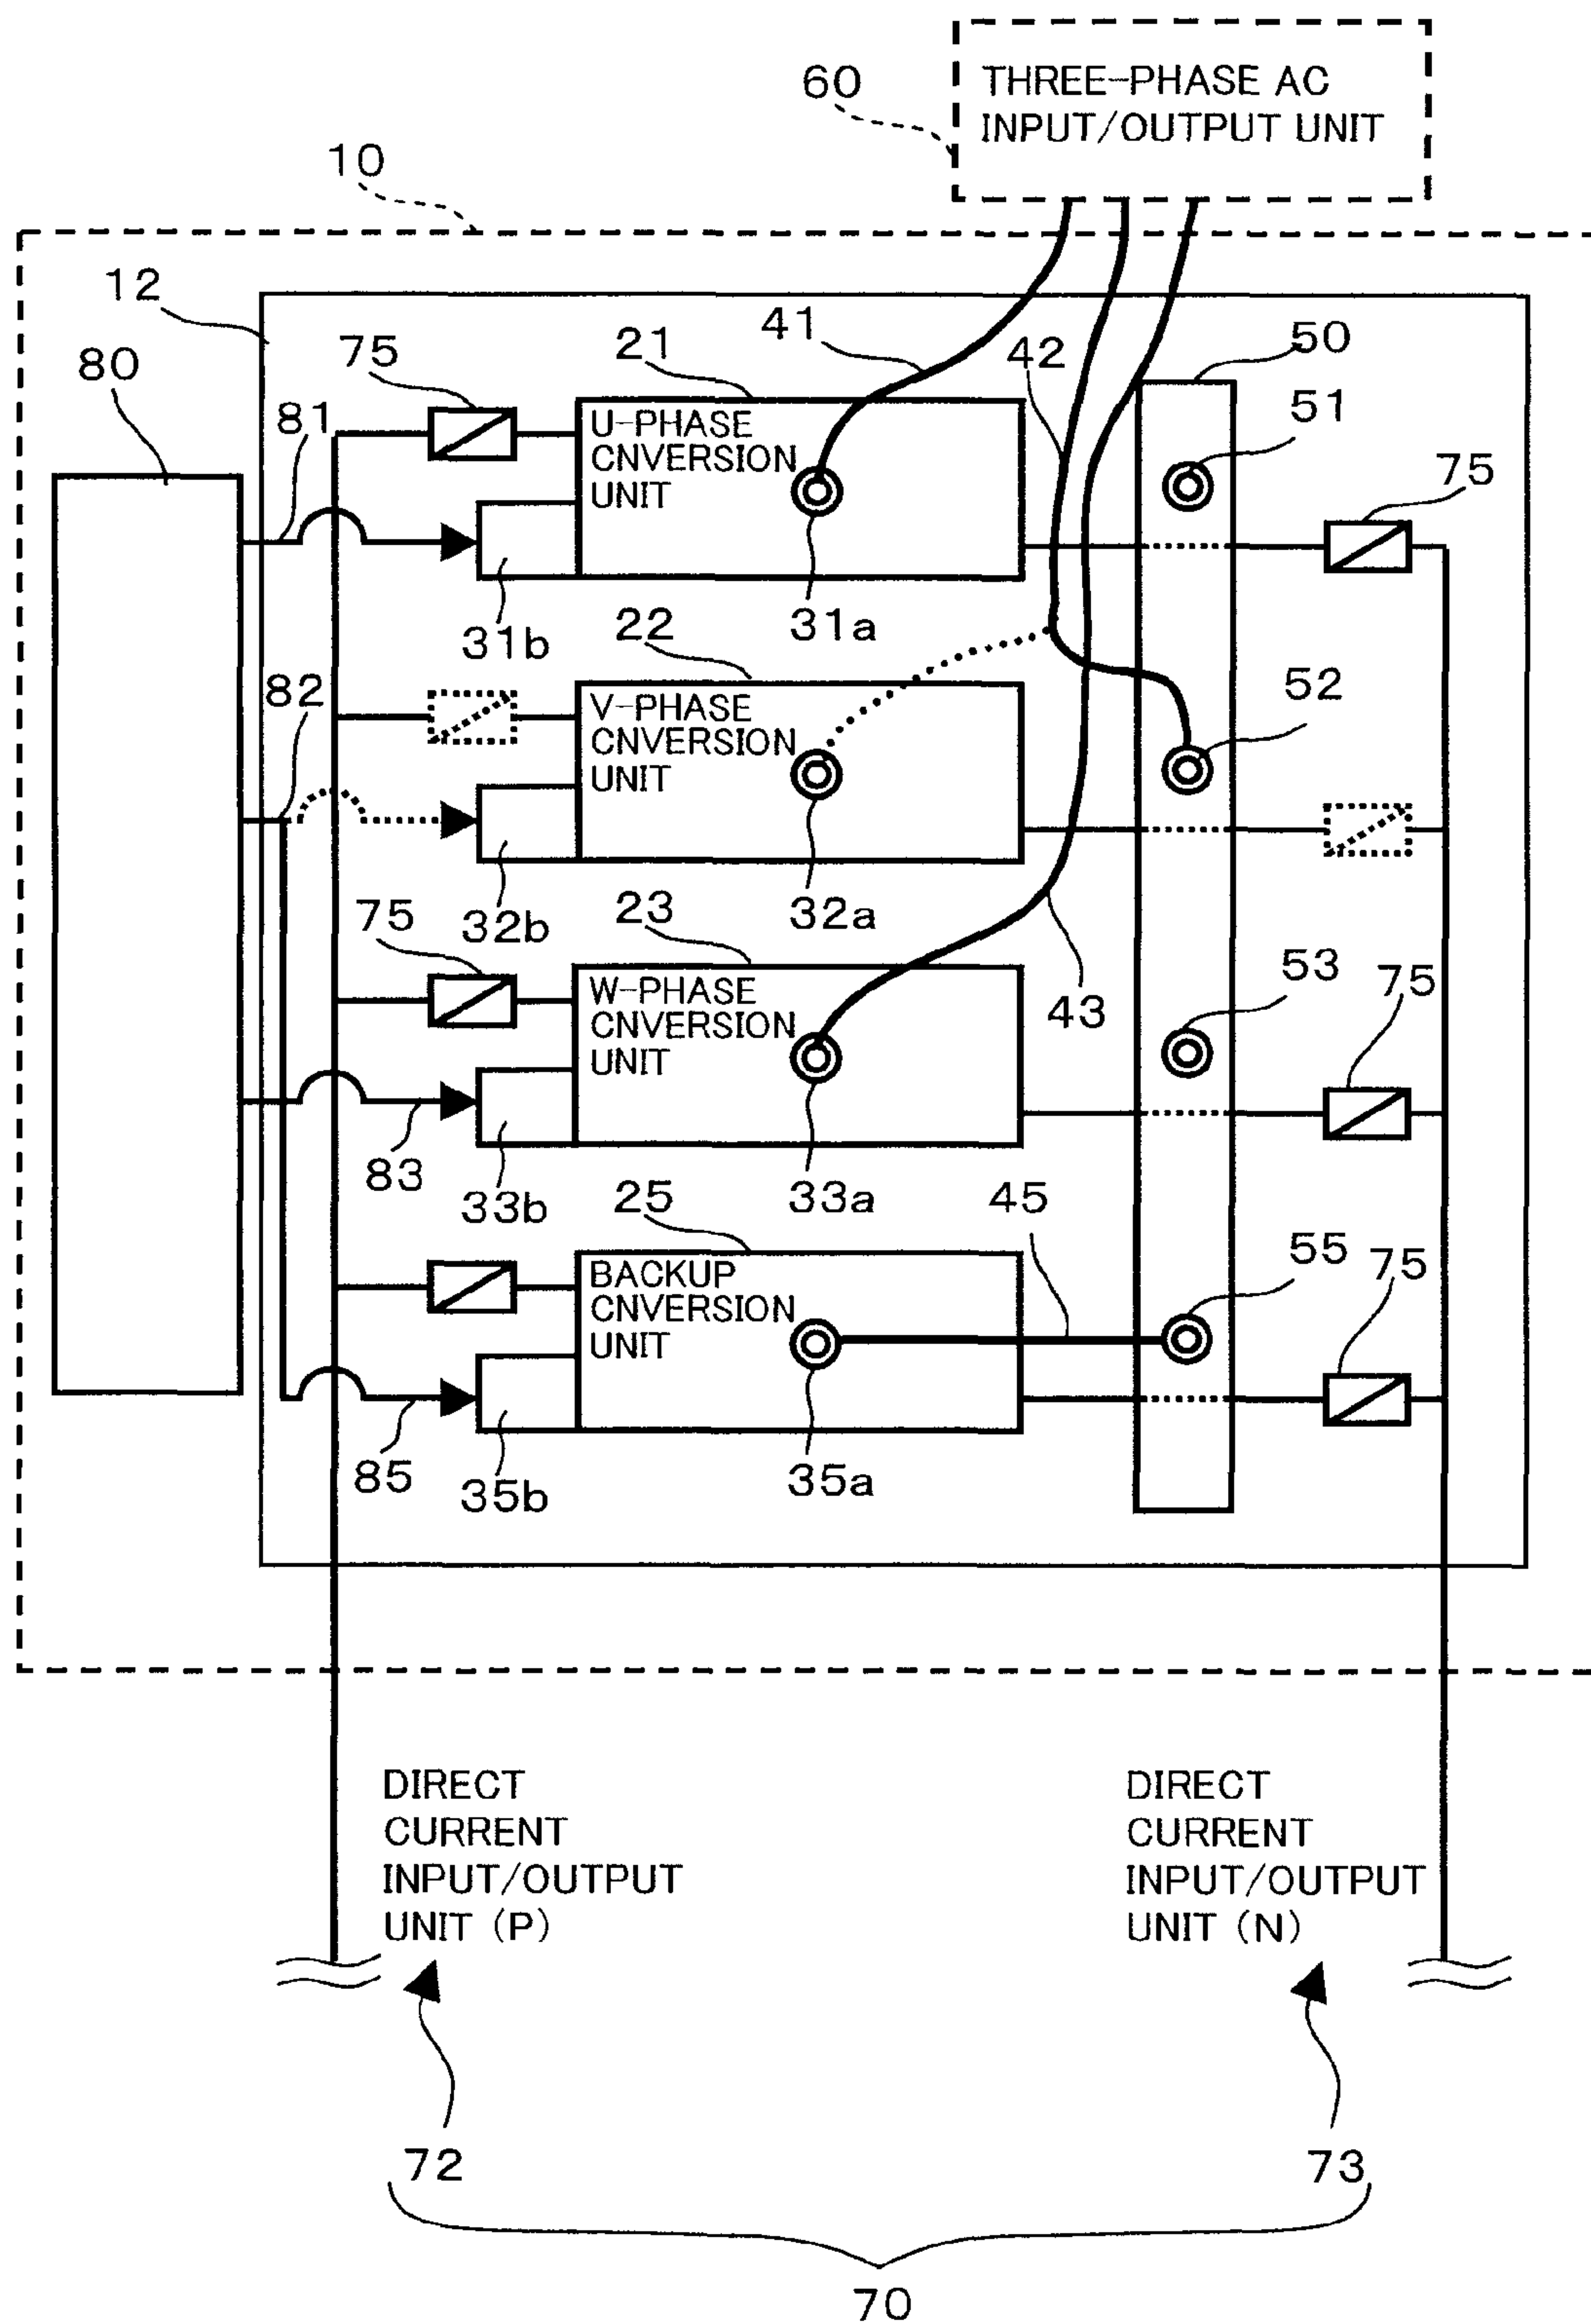 THREE-PHASE AC
INPUT/OUTPUT UNIT
60
10
12
80
75
21
41
42
50
51
81
U-PHASE
CNVERSION
UNIT
75
31b
31a
22
82
52
V-PHASE
CNVERSION
UNIT
75
32b
23
32a
53
75
43
W-PHASE
CNVERSION
UNIT
83
33b
25
33a
45
55
75
BACKUP
CNVERSION
UNIT
85
35b
35a
DIRECT
CURRENT
INPUT/OUTPUT
UNIT (P)
DIRECT
CURRENT
INPUT/OUTPUT
UNIT (N)
72
73
70